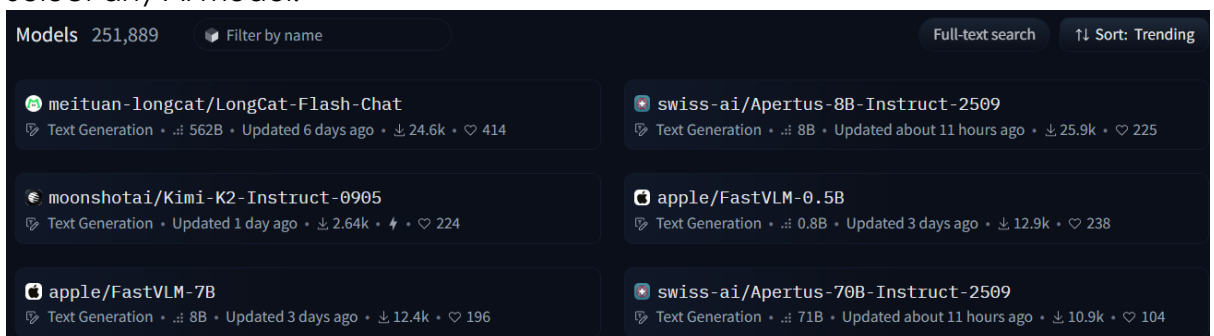 Models 251,889 Filter by name Full-text search ↑↓ Sort: Trending
meituan-longcat/LongCat-Flash-Chat
Text Generation • 562B • Updated 6 days ago • 24.6k • 414
swiss-ai/Apertus-8B-Instruct-2509
Text Generation • 8B • Updated about 11 hours ago • 25.9k • 225
moonshotai/Kimi-K2-Instruct-0905
Text Generation • Updated 1 day ago • 2.64k • 224
apple/FastVLM-0.5B
Text Generation • 0.8B • Updated 3 days ago • 12.9k • 238
apple/FastVLM-7B
Text Generation • 8B • Updated 3 days ago • 12.4k • 196
swiss-ai/Apertus-70B-Instruct-2509
Text Generation • 71B • Updated about 11 hours ago • 10.9k • 104